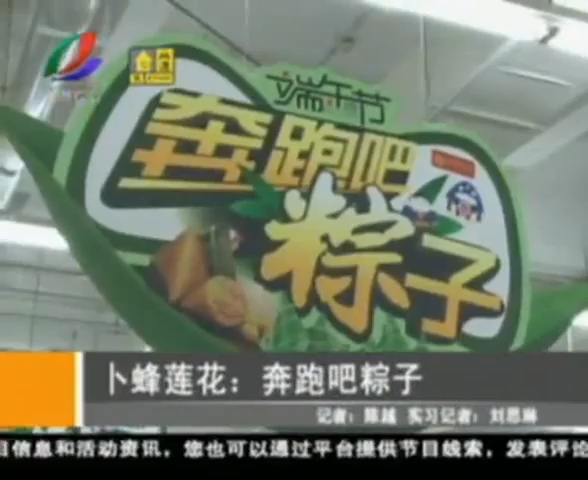 端午节
奔跑吧
粽子
卜蜂莲花：奔跑吧粽子
记者：陈越 实习记者：刘思琳
目信息和活动资讯，您也可以通过平台提供节目线索，发表评论